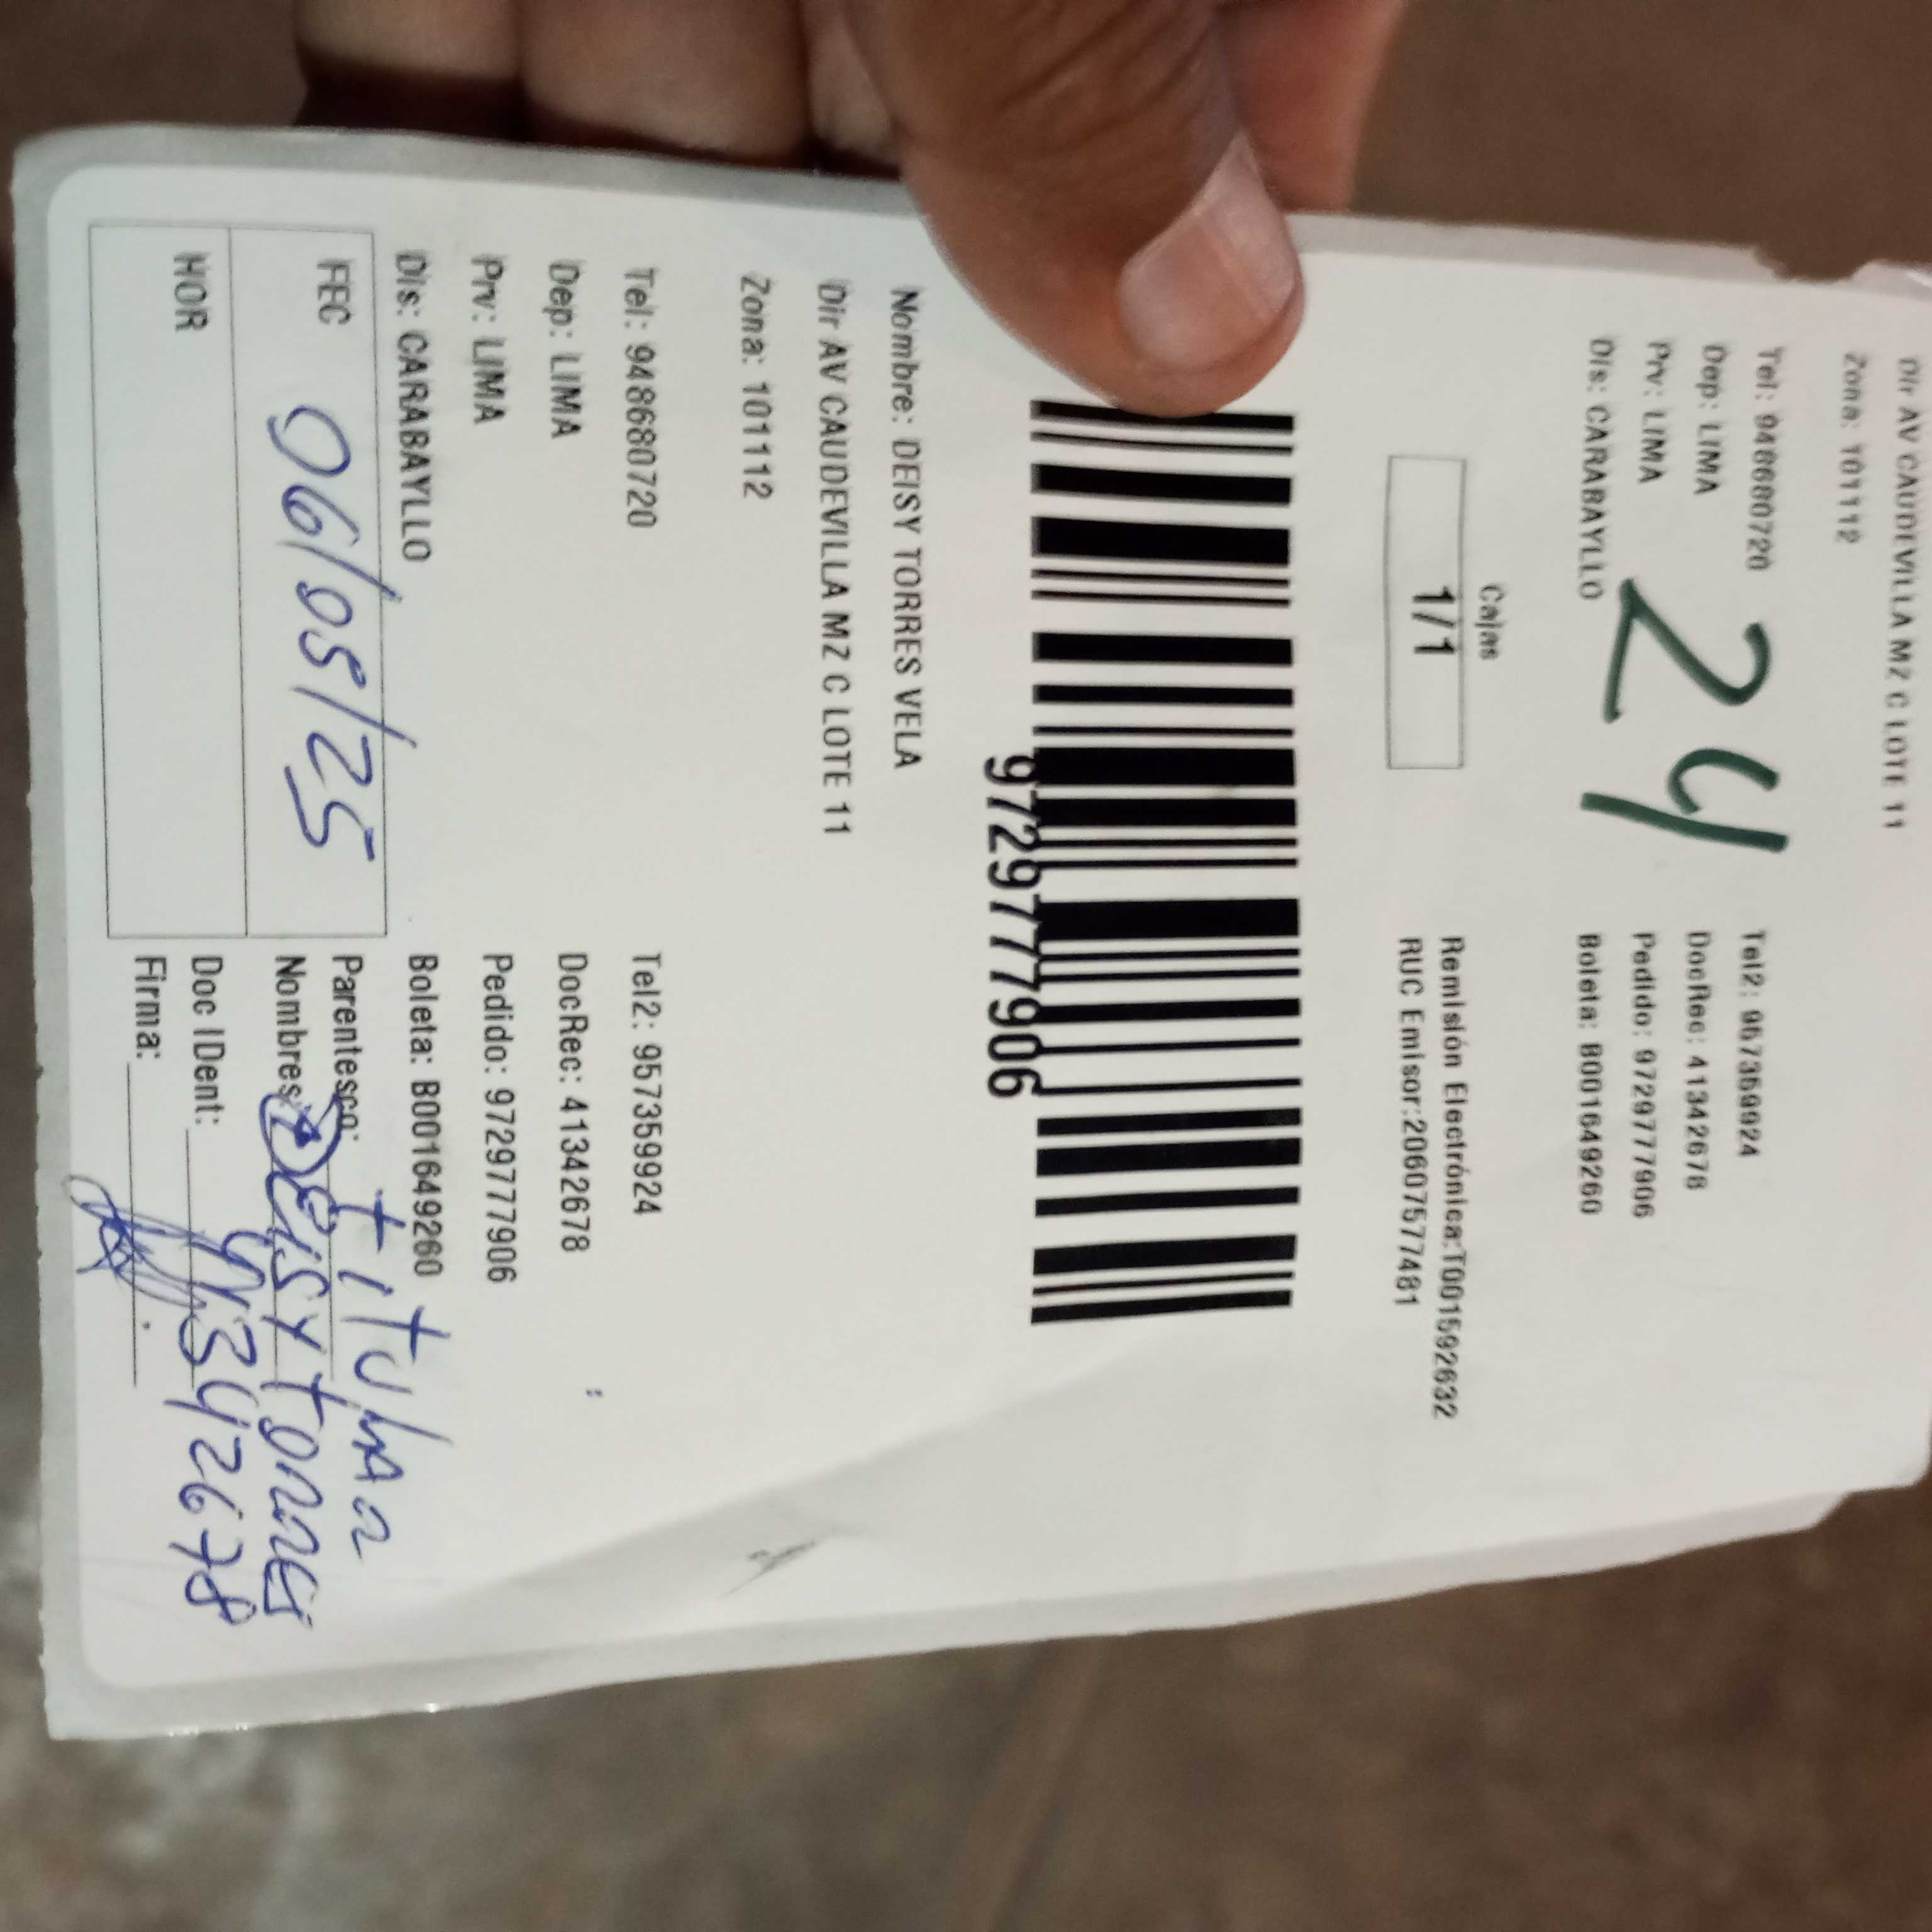 Dir AV CAUDEVILLA MZ C LOTE 11
Zona: 101112
Tel: 948680720 Tel2: 957359924
Dep: LIMA DocRec: 41342678
Prv: LIMA Pedido: 97297777906
Dis: CARABAYLLO Boleta: B001649260
24
Cajas
1/1
Remisión Electrónica:T001592632
RUC Emisor:20607577481
97297777906
Nombre: DEISY TORRES VELA
Dir AV CAUDEVILLA MZ C LOTE 11
Zona: 101112
Tel: 948680720 Tel2: 957359924
Dep: LIMA DocRec: 41342678
Prv: LIMA Pedido: 97297777906
Dis: CARABAYLLO Boleta: B001649260
FEC 06/05/25
HOR
Parentesco: titular
Nombres: Deisy torres
Doc IDent: 41342678
Firma: